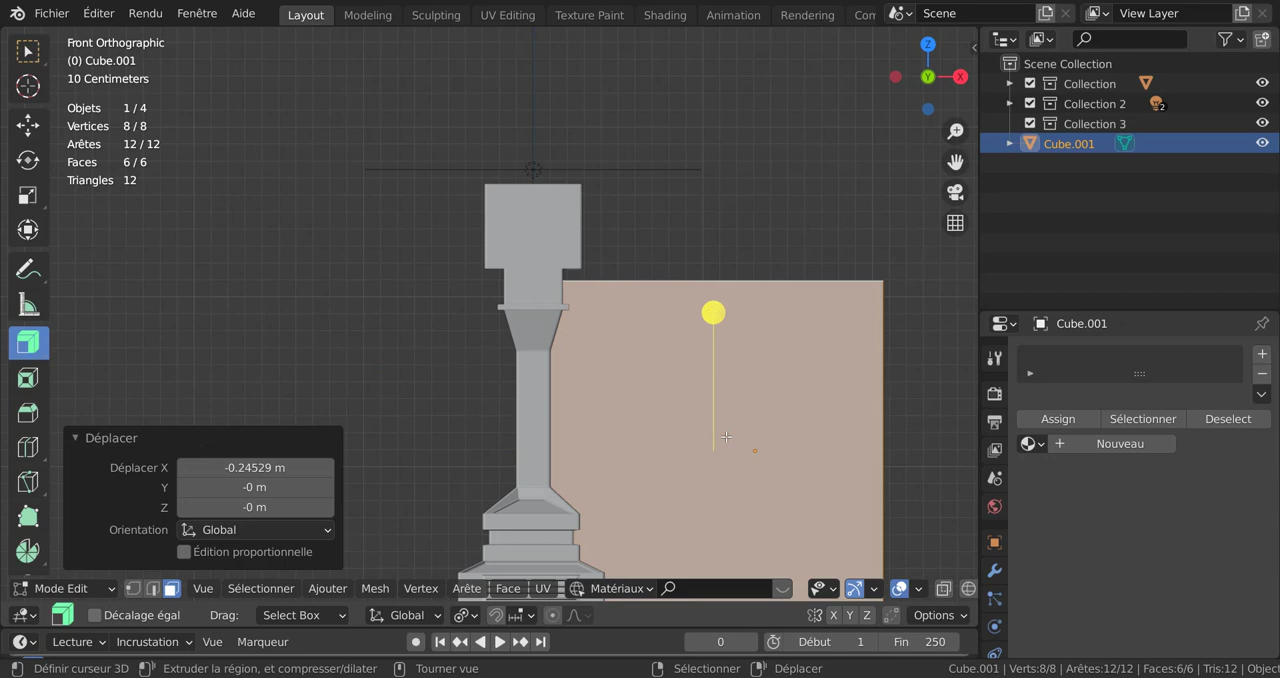 Fichier Éditer Rendu Fenêtre Aide Layout Modeling Sculpting UV Editing Texture Paint Shading Animation Rendering Scene View Layer
Front Orthographic
(0) Cube.001
10 Centimeters
Objets 1 / 4
Vertices 8 / 8
Arêtes 12 / 12
Faces 6 / 6
Triangles 12
Z
Y
X
Scene Collection
Collection
Collection 2 2
Collection 3
Cube.001
Cube.001
Assign Sélectionner Deselect
Nouveau
Déplacer
Déplacer X -0.24529 m
Y -0 m
Z -0 m
Orientation Global
Édition proportionnelle
Mode Edit Vue Sélectionner Ajouter Mesh Vertex Arête Face UV Matériaux
Décalage égal Drag: Select Box Global X Y Z Options
Lecture Incrustation Vue Marqueur 0 Début 1 Fin 250
Définir curseur 3D Extruder la région, et compresser/dilater Tourner vue Sélectionner Déplacer Cube.001 | Verts:8/8 | Arêtes:12/12 | Faces:6/6 | Tris:12 |